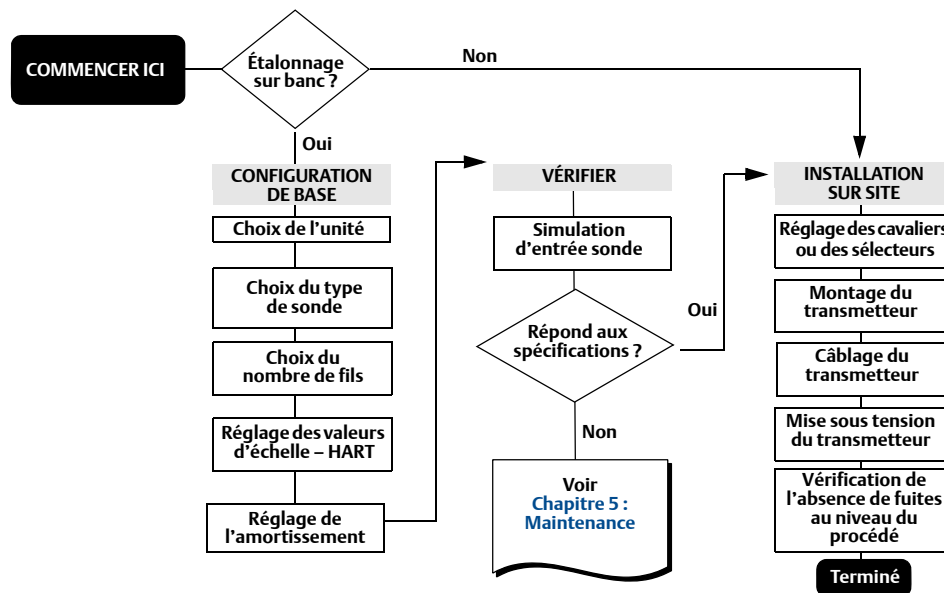 COMMENCER ICI
Étalonnage
sur banc ?
Non
Oui
CONFIGURATION
DE BASE
Choix de l'unité
Choix du type
de sonde
Choix du
nombre de fils
Réglage des valeurs
d'échelle – HART
Réglage de
l'amortissement
VÉRIFIER
Simulation
d'entrée sonde
Répond aux
spécifications ?
Oui
Non
Voir
Chapitre 5 :
Maintenance
INSTALLATION
SUR SITE
Réglage des cavaliers
ou des sélecteurs
Montage du
transmetteur
Câblage du
transmetteur
Mise sous tension
du transmetteur
Vérification de
l'absence de fuites
au niveau du
procédé
Terminé